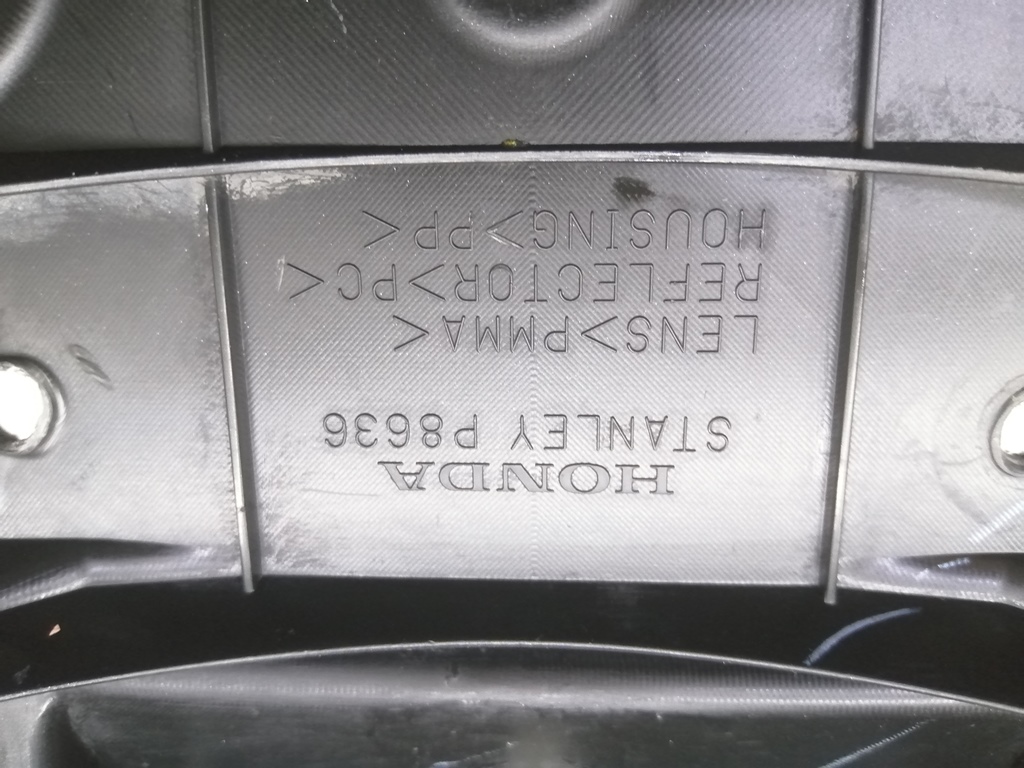 HONDA
STANLEY P8636
LENS>PMMA<
REFLECTOR>PC<
HOUSING>PP<